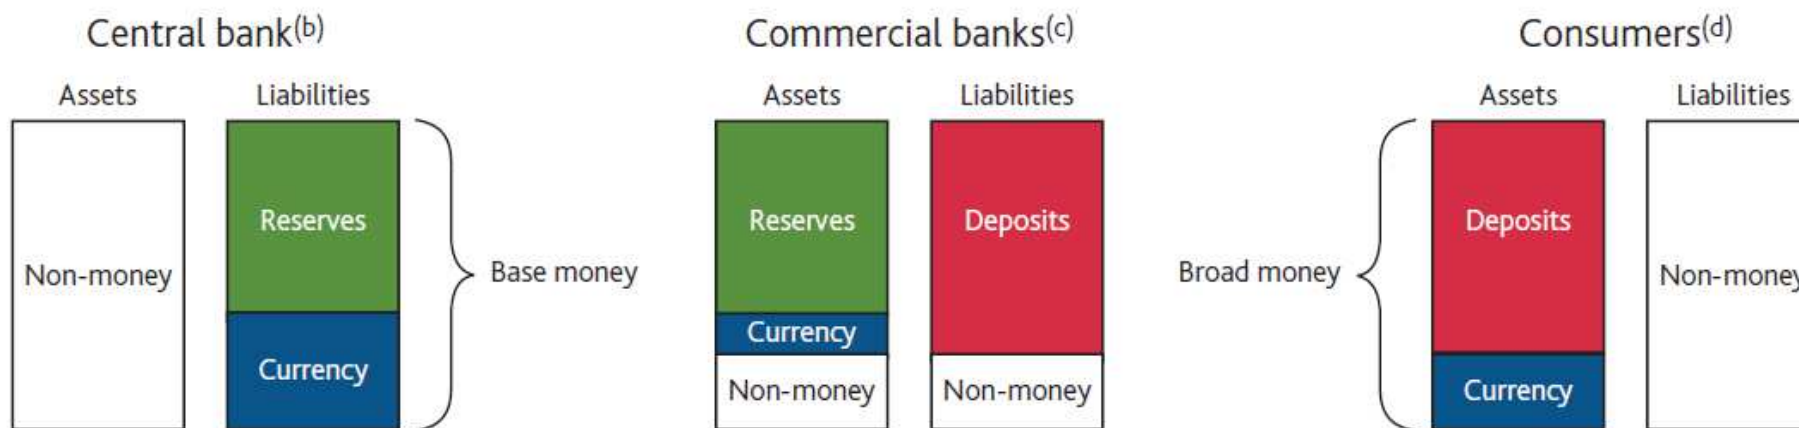 Central bank(b)
Commercial banks(c)
Consumers(d)
Assets
Liabilities
Assets
Liabilities
Assets
Liabilities
Non-money
Reserves
Currency
Base money
Reserves
Currency
Non-money
Deposits
Non-money
Broad money
Deposits
Currency
Non-money